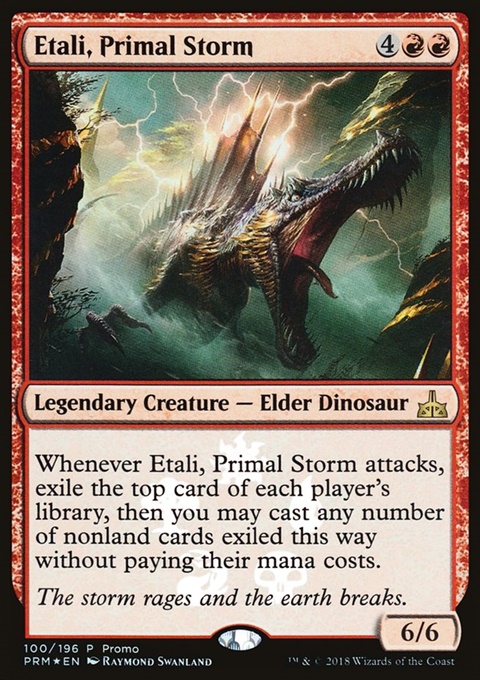 Etali, Primal Storm 4
Legendary Creature — Elder Dinosaur
Whenever Etali, Primal Storm attacks,
exile the top card of each player's
library, then you may cast any number
of nonland cards exiled this way
without paying their mana costs.
The storm rages and the earth breaks.
6/6
100/196 P Promo
PRM★EN Raymond Swanland
™ & © 2018 Wizards of the Coast